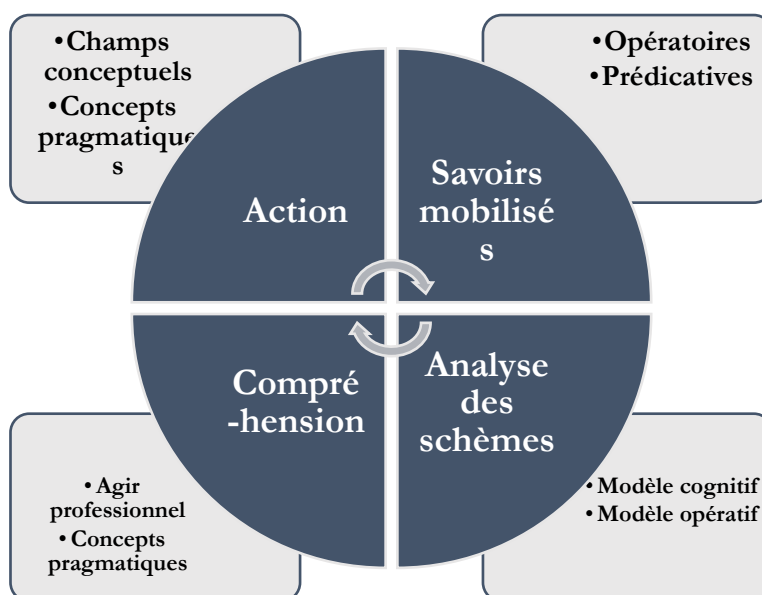 •Champs
conceptuels
•Concepts
pragmatique
s
•Opératoires
•Prédicatives
Action
Savoirs
mobilisé
s
Compré
-hension
Analyse
des
schèmes
• Agir
professionnel
• Concepts
pragmatiques
• Modèle cognitif
• Modèle opératif